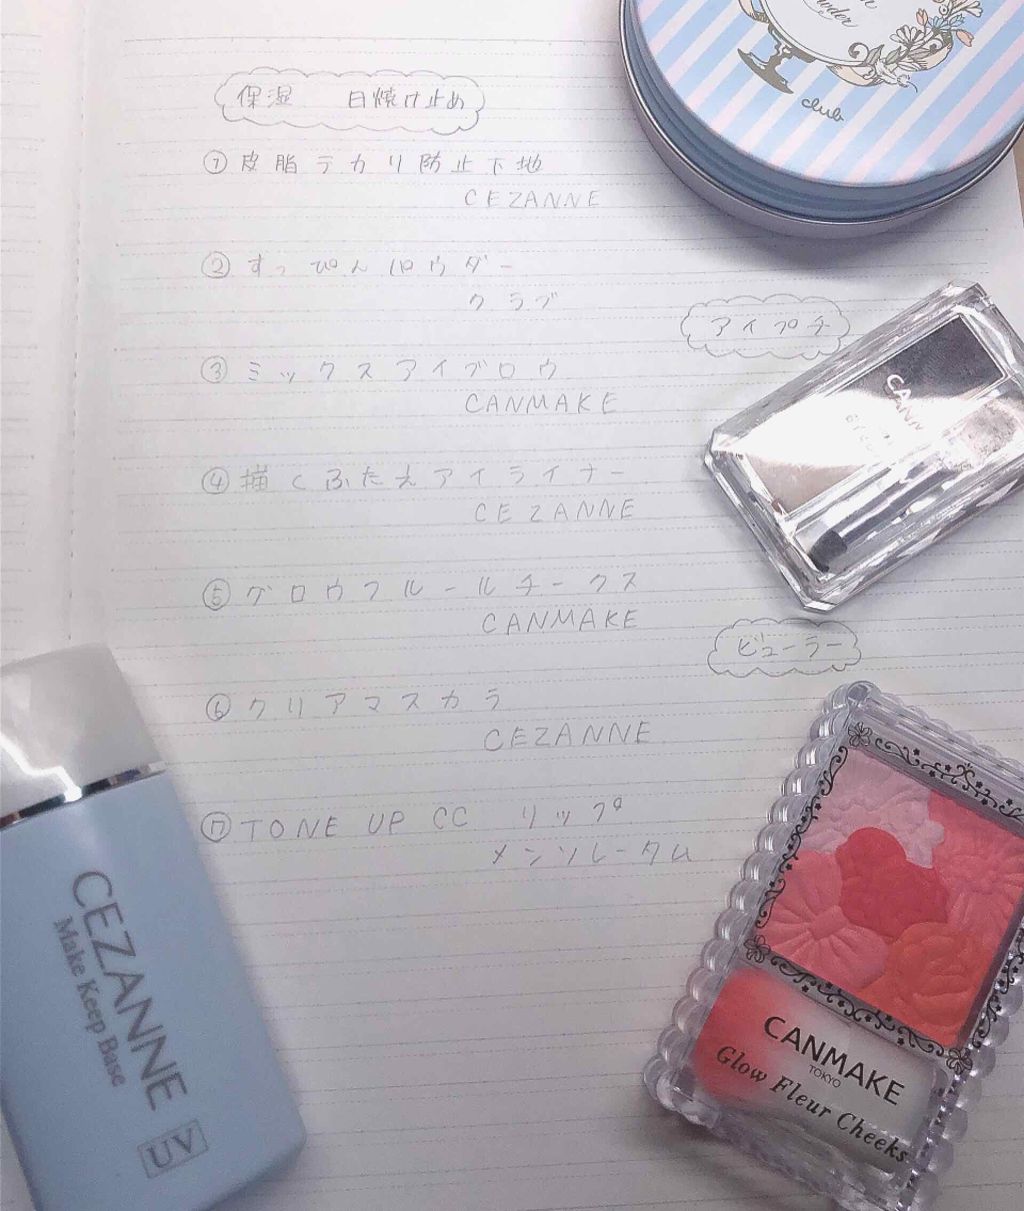 保湿　日焼け止め
①皮脂テカリ防止下地
CEZANNE
②すっぴんパウダー
クラブ
③ミックスアイブロウ
CANMAKE
アイプチ
④描くふたえアイライナー
CEZANNE
⑤グロウフルールチークス
CANMAKE
ビューラー
⑥クリアマスカラ
CEZANNE
⑦TONE UP CC リップ
メンソレータム
Powder
club
CANMAKE
CEZANNE
Make Keep Base
UV
CANMAKE
TOKYO
Glow Fleur Cheeks